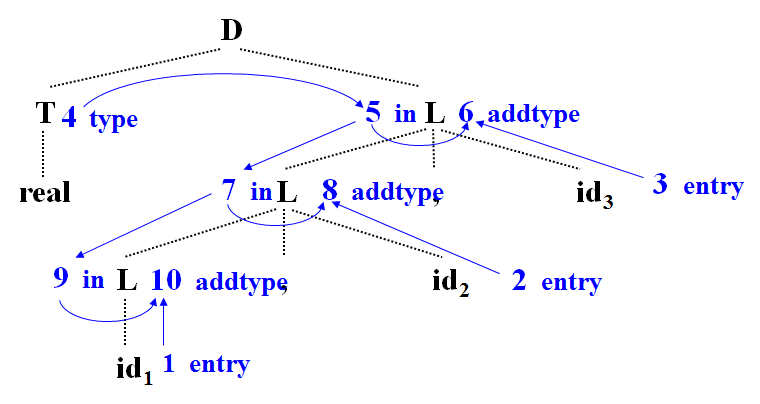 D
T 4 type 5 in L 6 addtype
real 7 in L 8 addtype , id3 3 entry
9 in L 10 addtype , id2 2 entry
id1 1 entry